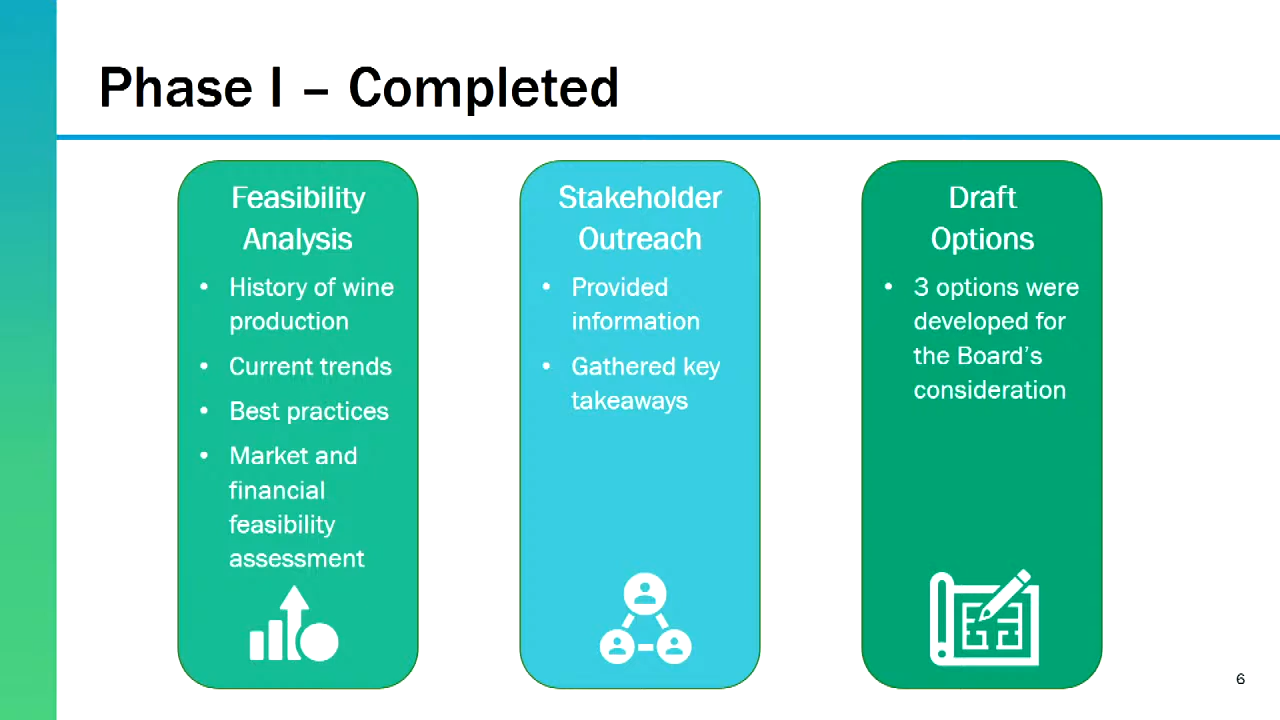 Phase I – Completed
Feasibility
Analysis
• History of wine
production
• Current trends
• Best practices
• Market and
financial
feasibility
assessment
Stakeholder
Outreach
• Provided
information
• Gathered key
takeaways
Draft
Options
• 3 options were
developed for
the Board's
consideration
6